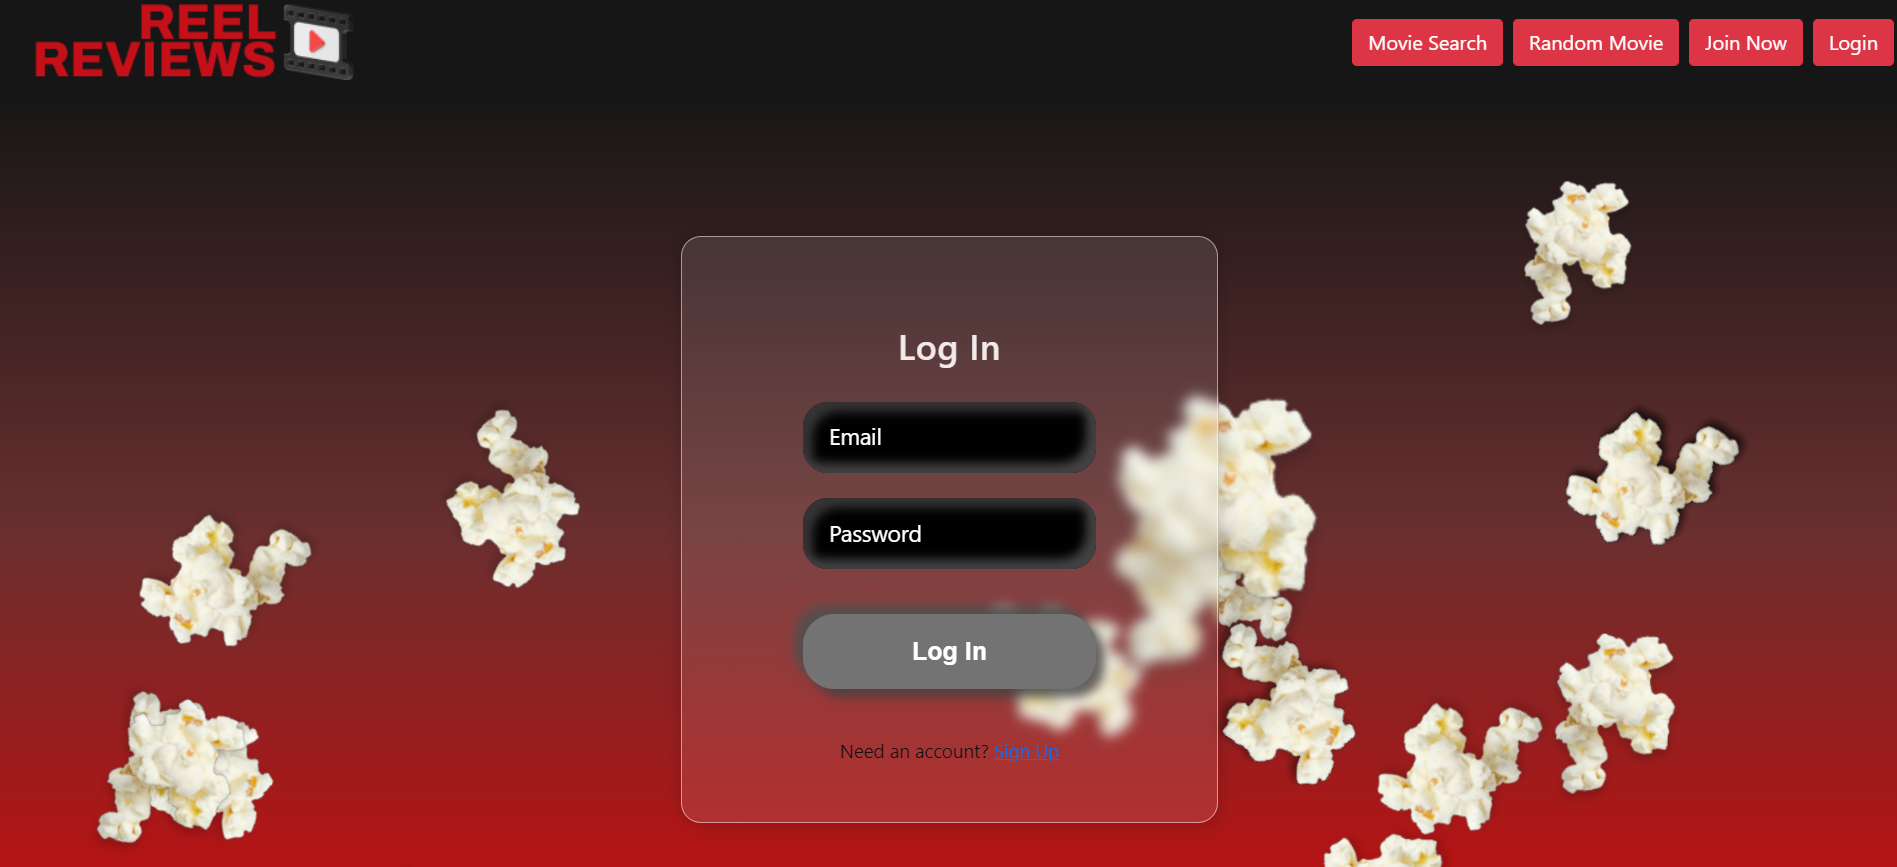 REEL
REVIEWS
Movie Search
Random Movie
Join Now
Login
Log In
Email
Password
Log In
Need an account? Sign Up